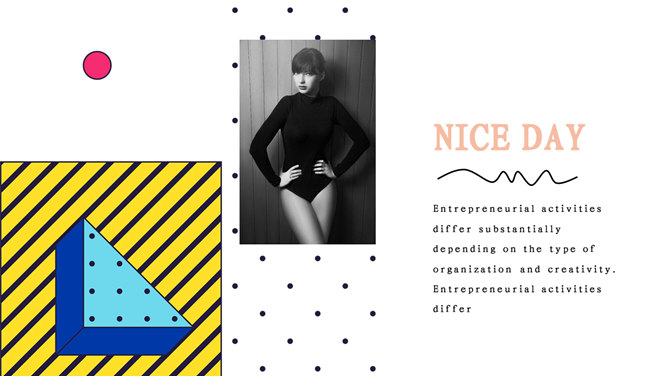 NICE DAY
Entrepreneurial activities
differ substantially
depending on the type of
organization and creativity.
Entrepreneurial activities
differ